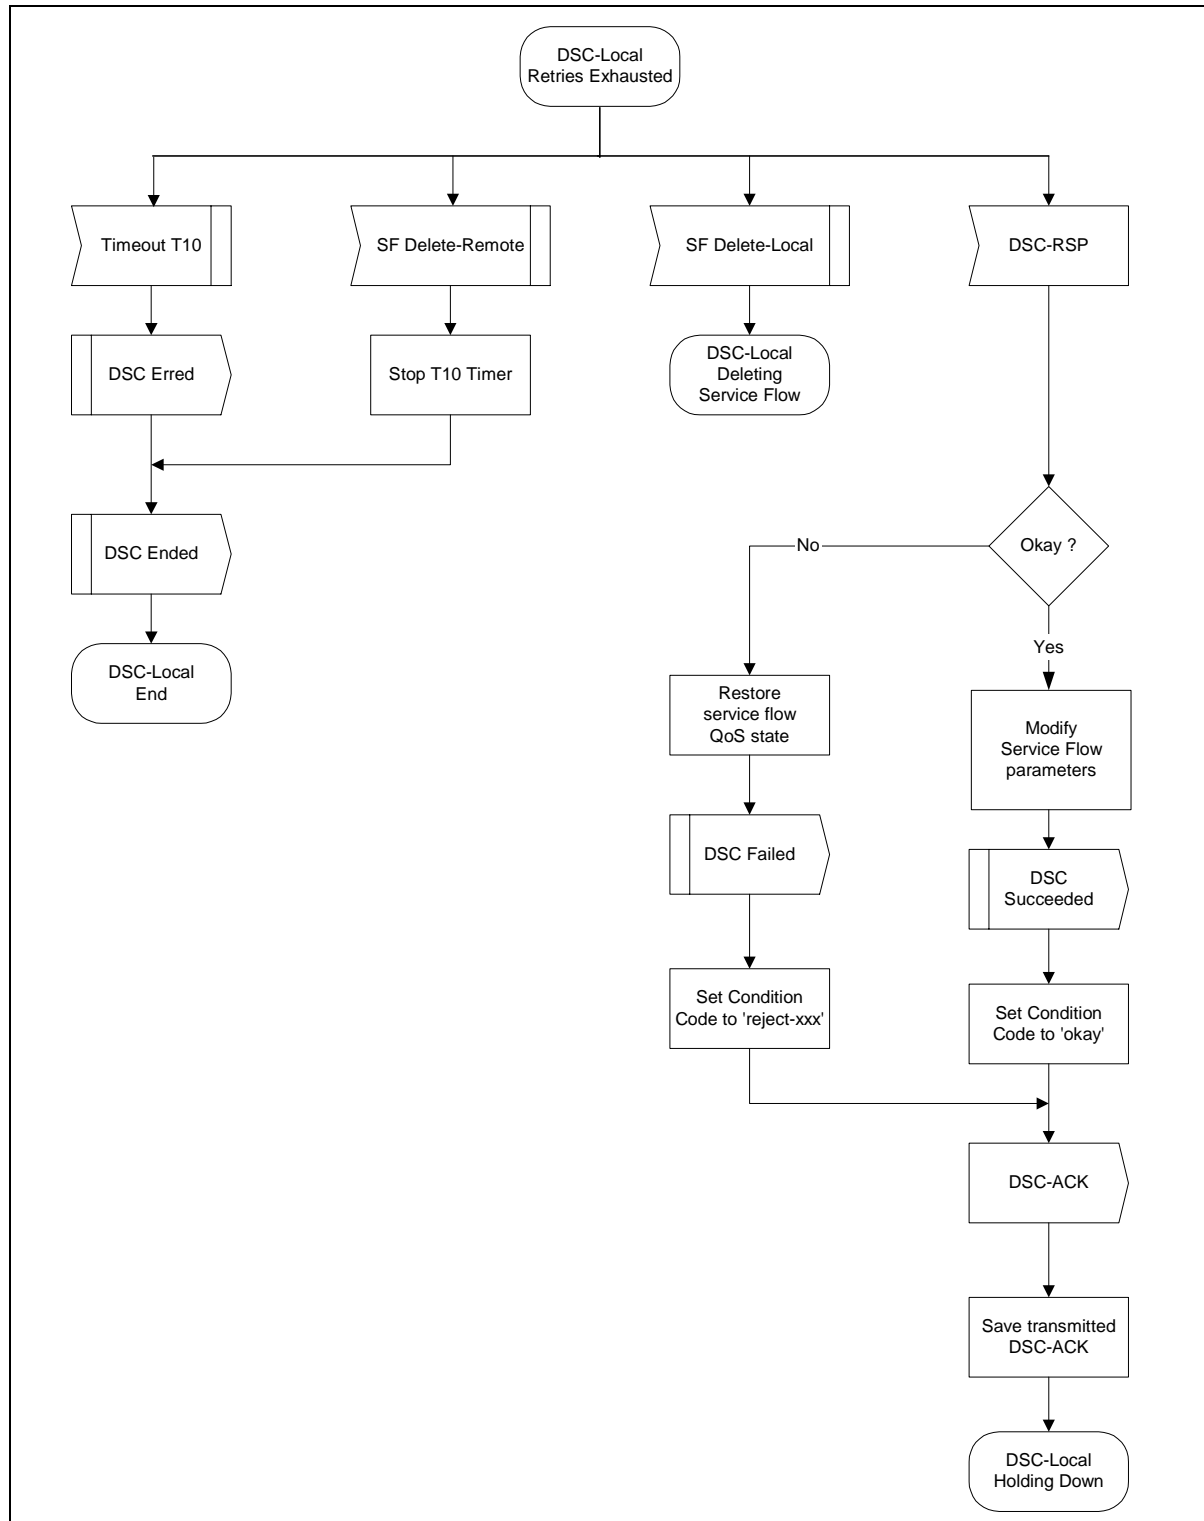 DSC-Local
Retries Exhausted
Timeout T10
SF Delete-Remote
SF Delete-Local
DSC-RSP
DSC Erred
Stop T10 Timer
DSC-Local
Deleting
Service Flow
DSC Ended
No
Okay ?
Yes
DSC-Local
End
Restore
service flow
QoS state
Modify
Service Flow
parameters
DSC Failed
DSC
Succeeded
Set Condition
Code to 'reject-xxx'
Set Condition
Code to 'okay'
DSC-ACK
Save transmitted
DSC-ACK
DSC-Local
Holding Down